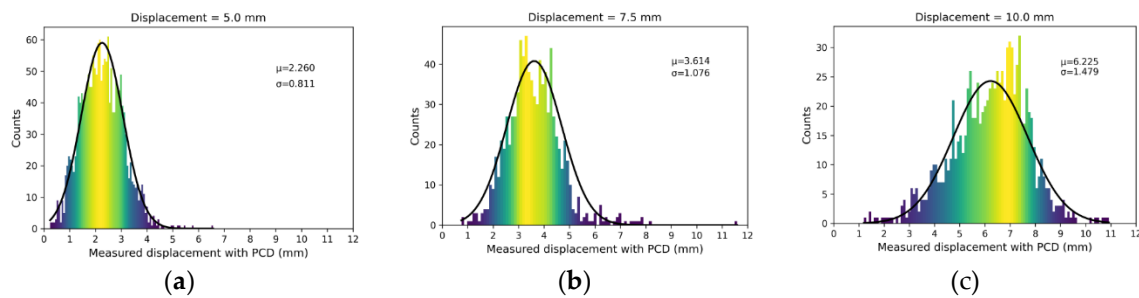 Displacement = 5.0 mm
μ=2.260
σ=0.811
Counts
60
50
40
30
20
10
0
0 1 2 3 4 5 6 7 8 9 10 11 12
Measured displacement with PCD (mm)
(a)
Displacement = 7.5 mm
μ=3.614
σ=1.076
Counts
40
30
20
10
0
0 1 2 3 4 5 6 7 8 9 10 11 12
Measured displacement with PCD (mm)
(b)
Displacement = 10.0 mm
μ=6.225
σ=1.479
Counts
30
25
20
15
10
5
0
0 1 2 3 4 5 6 7 8 9 10 11 12
Measured displacement with PCD (mm)
(c)